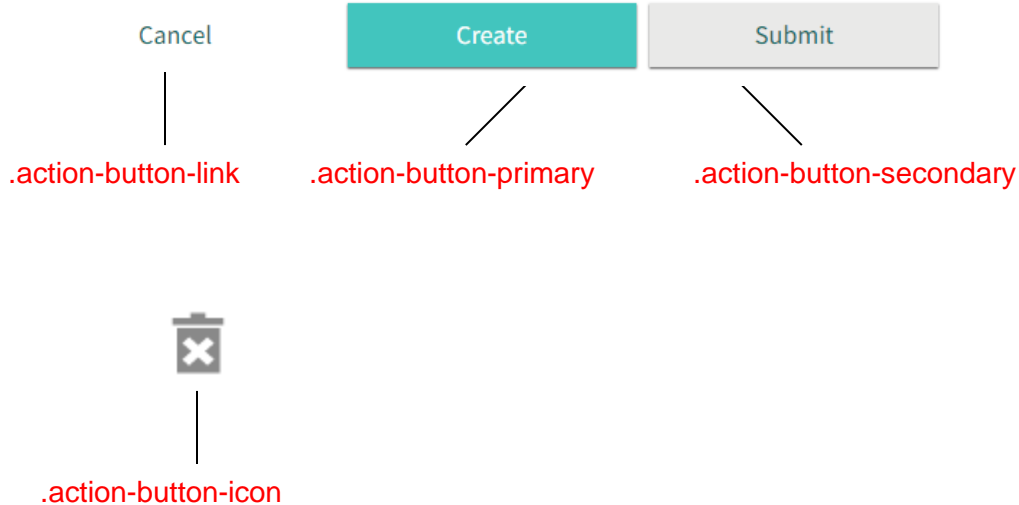 Cancel
Create
Submit
.action-button-link
.action-button-primary
.action-button-secondary
.action-button-icon